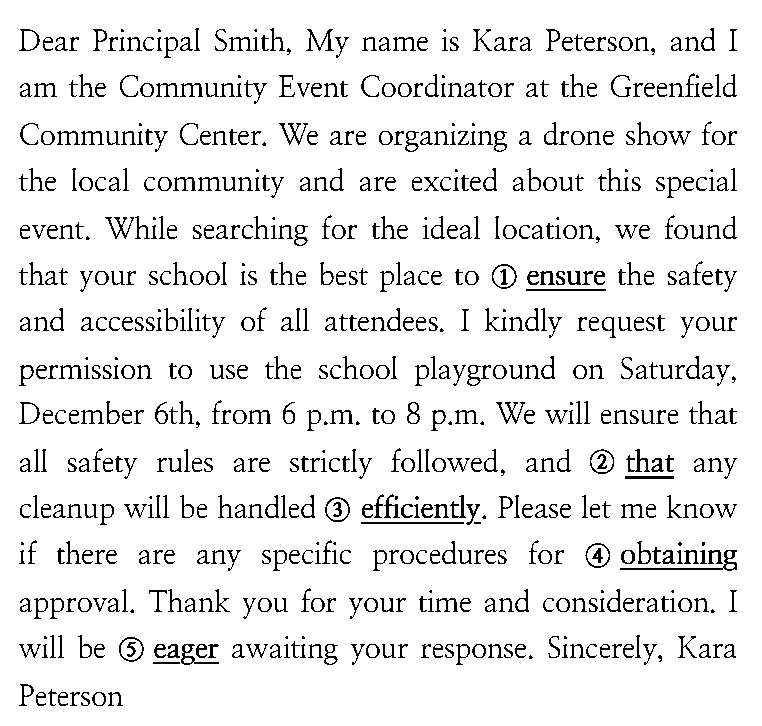 Dear Principal Smith, My name is Kara Peterson, and I
am the Community Event Coordinator at the Greenfield
Community Center. We are organizing a drone show for
the local community and are excited about this special
event. While searching for the ideal location, we found
that your school is the best place to ① ensure the safety
and accessibility of all attendees. I kindly request your
permission to use the school playground on Saturday,
December 6th, from 6 p.m. to 8 p.m. We will ensure that
all safety rules are strictly followed, and ② that any
cleanup will be handled ③ efficiently. Please let me know
if there are any specific procedures for ④ obtaining
approval. Thank you for your time and consideration. I
will be ⑤ eager awaiting your response. Sincerely, Kara
Peterson